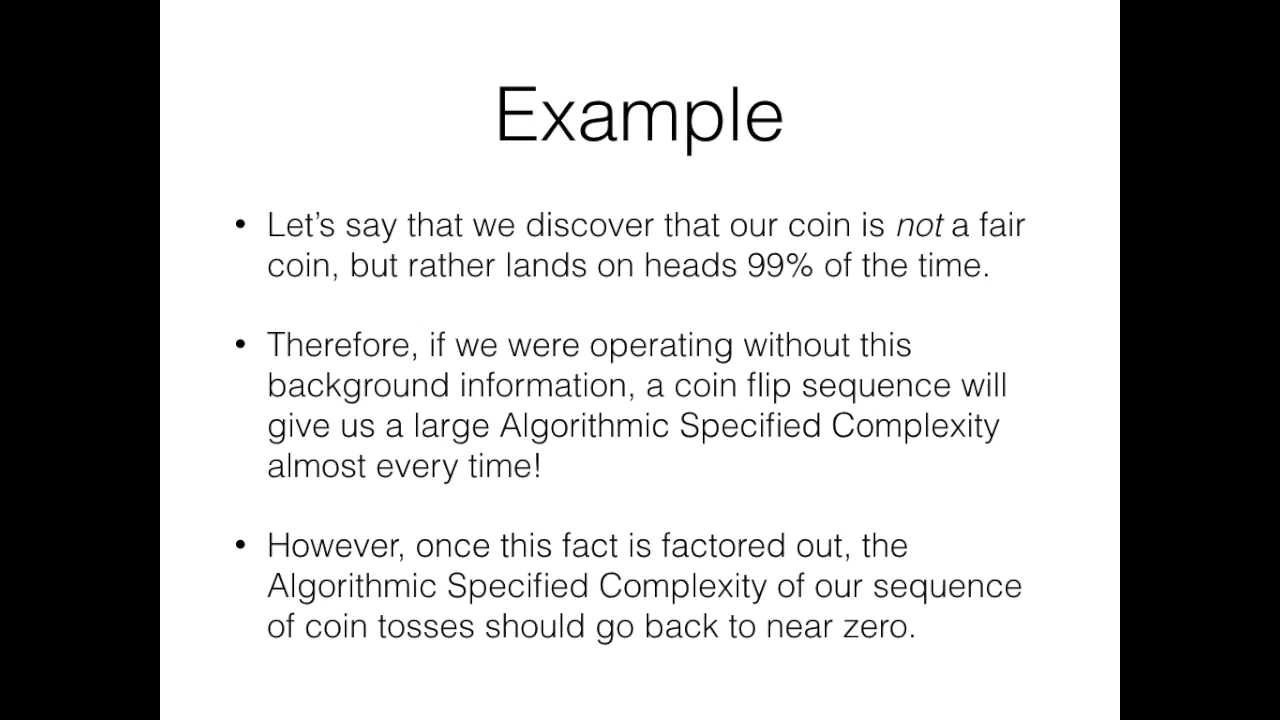 Example
• Let’s say that we discover that our coin is not a fair
coin, but rather lands on heads 99% of the time.
• Therefore, if we were operating without this
background information, a coin flip sequence will
give us a large Algorithmic Specified Complexity
almost every time!
• However, once this fact is factored out, the
Algorithmic Specified Complexity of our sequence
of coin tosses should go back to near zero.